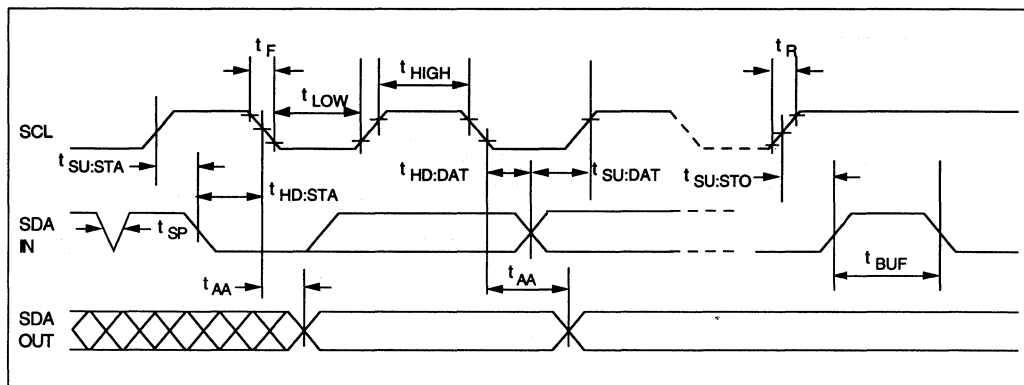 t F
t R
t HIGH
t LOW
SCL
t SU:STA
t HD:STA
t HD:DAT
t SU:DAT
t SU:STO
SDA
IN
t SP
t BUF
t AA
t AA
SDA
OUT